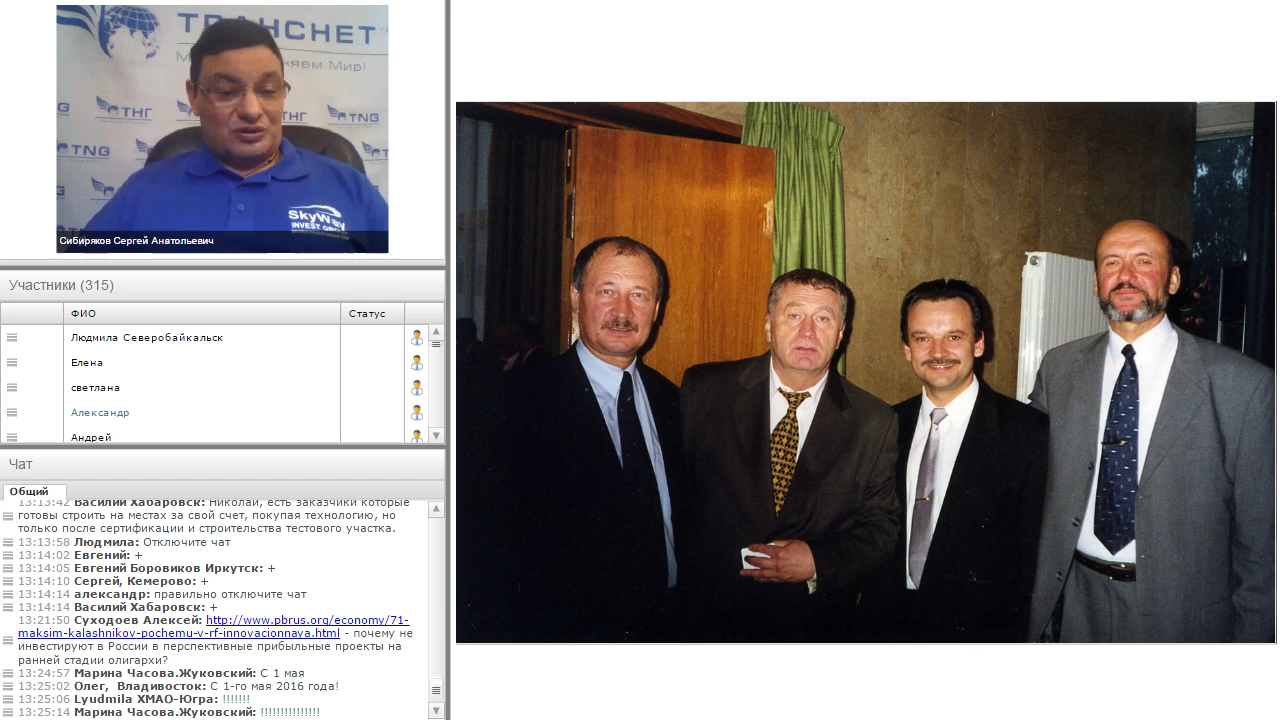 ТРАНСНЕТ
няем Мир!
ТНГ
TNG
TNG
TNG
SkyWay
INVEST GROUP
Сибиряков Сергей Анатольевич
Участники (315)
ФИО
Статус
Людмила Северобайкальск
Елена
светлана
Александр
Андрей
Чат
Общий
13:13:42 Василий Хабаровск: Николай, есть заказчики которые
готовы строить на местах за свой счет, покупая технологию, но
только после сертификации и строительства тестового участка.
13:13:58 Людмила: Отключите чат
13:14:02 Евгений: +
13:14:05 Евгений Боровиков Иркутск: +
13:14:10 Сергей, Кемерово: +
13:14:14 александр: правильно отключите чат
13:14:14 Василий Хабаровск: +
13:21:50 Суходоев Алексей: http://www.pbrus.org/economy/71-
maksim-kalashnikov-pochemu-v-rf-innovacionnaya.html - почему не
инвестируют в России в перспективные прибыльные проекты на
ранней стадии олигархи?
13:24:57 Марина Часова.Жуковский: С 1 мая
13:25:02 Олег, Владивосток: С 1-го мая 2016 года!
13:25:06 Lyudmila ХМАО-Югра: !!!!!!!
13:25:14 Марина Часова.Жуковский: !!!!!!!!!!!!!!!